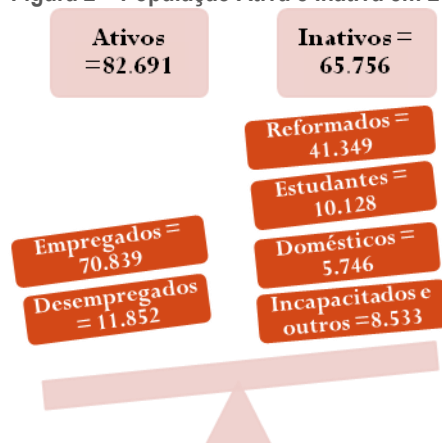 Ativos
=82.691
Inativos =
65.756
Reformados =
41.349
Estudantes =
10.128
Empregados =
70.839
Domésticos =
5.746
Desempregados
= 11.852
Incapacitados e
outros =8.533